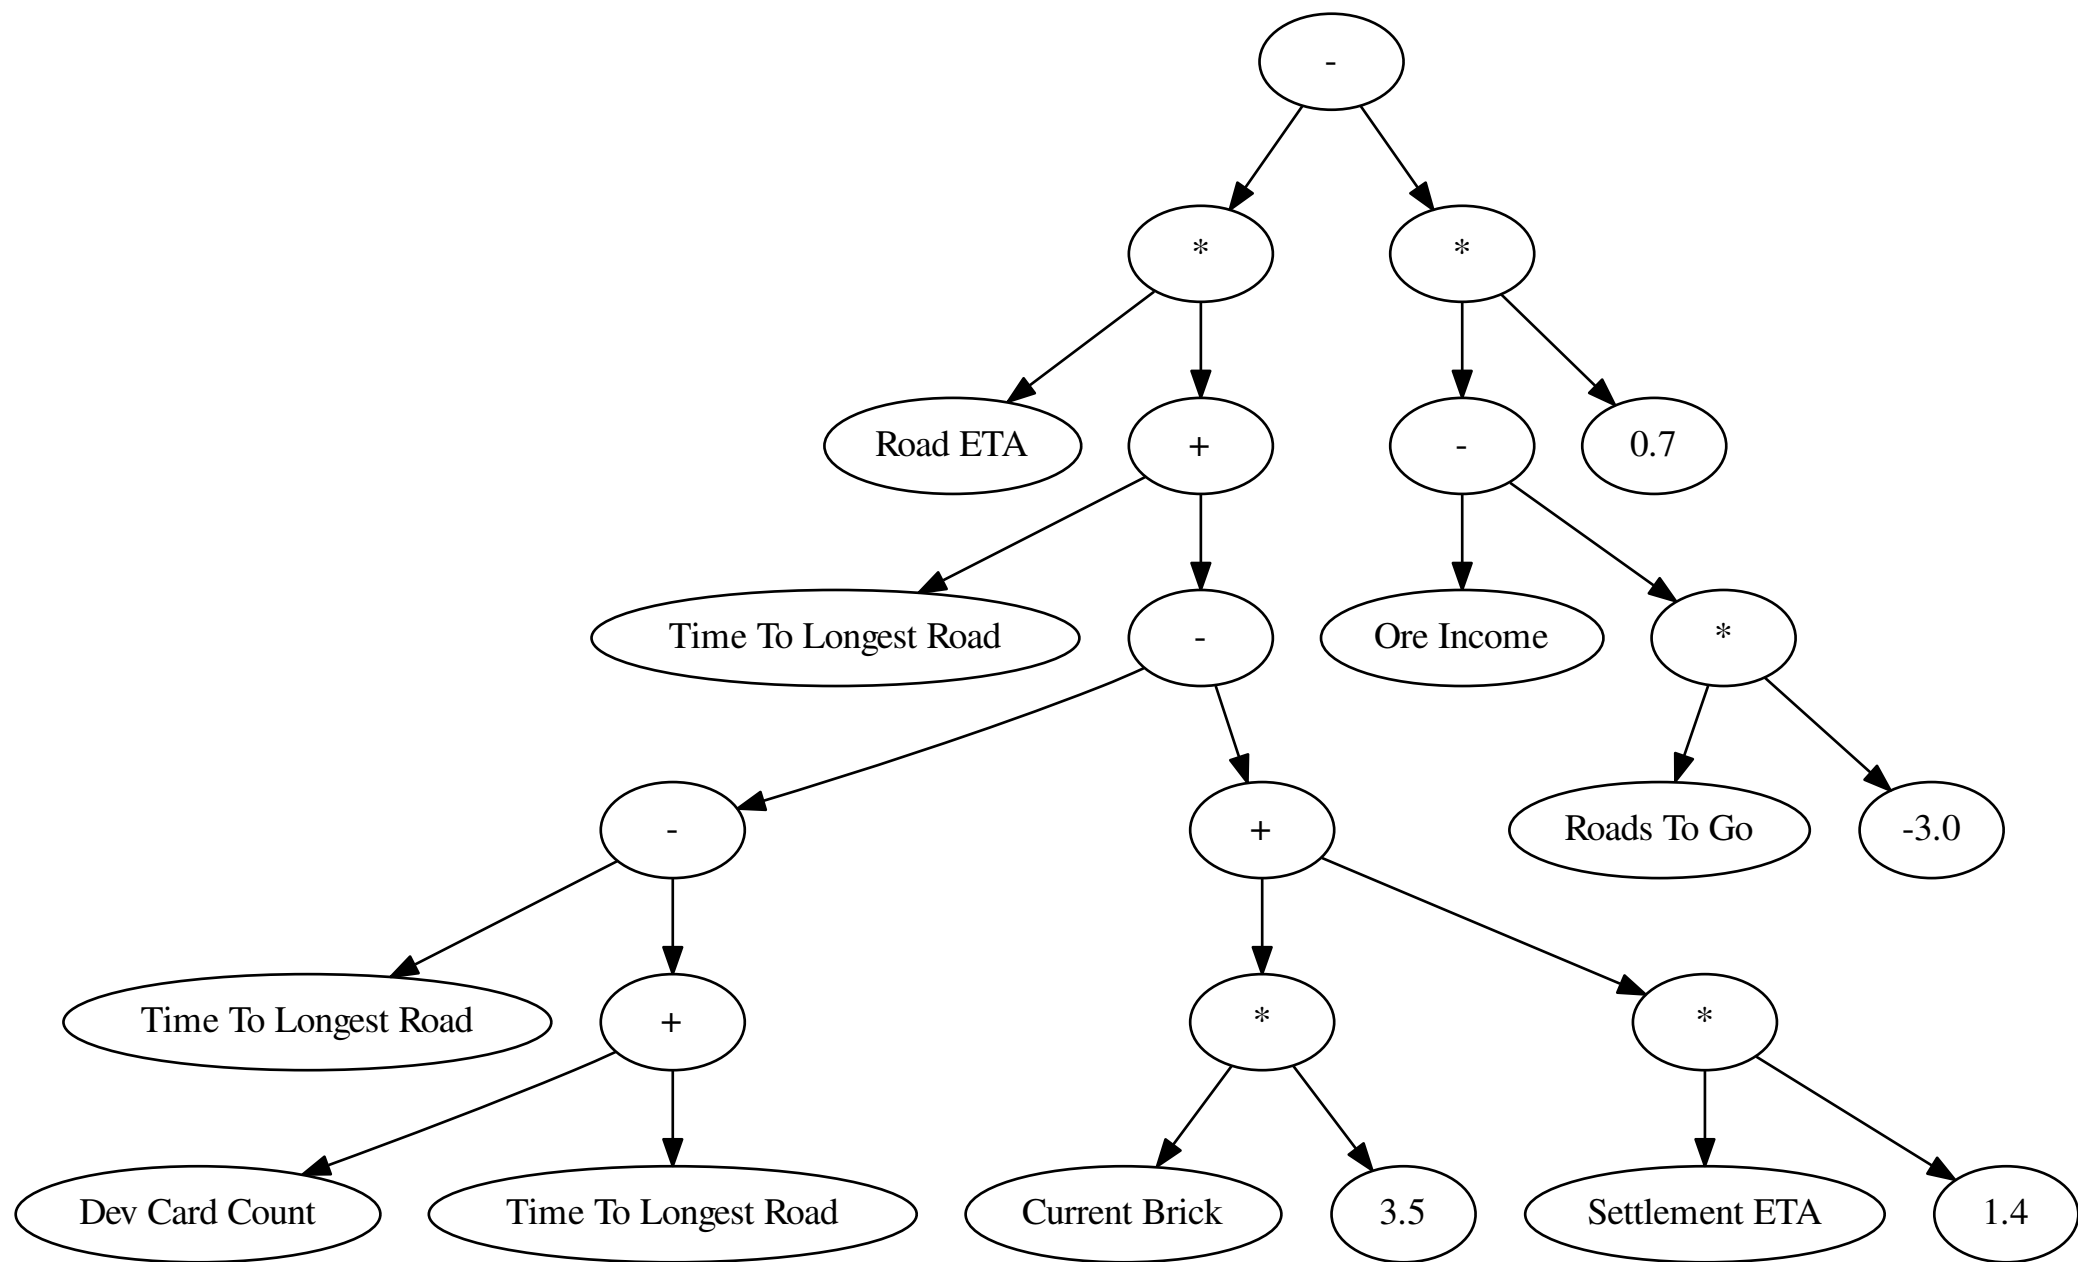 -
*
*
Road ETA
+
-
0.7
Time To Longest Road
-
Ore Income
*
-
+
Roads To Go
-3.0
Time To Longest Road
+
*
*
Dev Card Count
Time To Longest Road
Current Brick
3.5
Settlement ETA
1.4